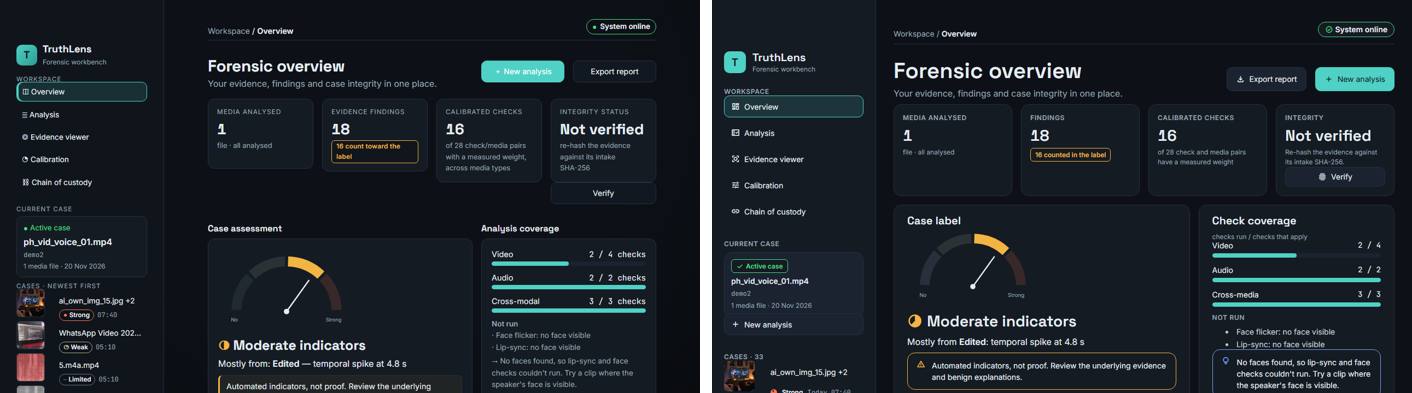 Workspace / Overview
System online
T
TruthLens
Forensic workbench
WORKSPACE
Overview
Analysis
Evidence viewer
Calibration
Chain of custody
CURRENT CASE
Active case
ph_vid_voice_01.mp4
demo2
1 media file · 20 Nov 2026
CASES · NEWEST FIRST
ai_own_img_15.jpg +2
Strong 07:40
WhatsApp Video 202...
Weak 05:10
5.m4a.mp4
Limited 05:10
Forensic overview
Your evidence, findings and case integrity in one place.
+ New analysis
Export report
MEDIA ANALYSED
1
file · all analysed
EVIDENCE FINDINGS
18
16 count toward the
label
CALIBRATED CHECKS
16
of 28 check/media pairs
with a measured weight,
across media types
INTEGRITY STATUS
Not verified
re-hash the evidence
against its intake
SHA-256
Verify
Case assessment
No
Strong
Moderate indicators
Mostly from: Edited — temporal spike at 4.8 s
Automated indicators, not proof. Review the underlying
Analysis coverage
Video 2 / 4 checks
Audio 2 / 2 checks
Cross-modal 3 / 3 checks
Not run
· Face flicker: no face visible
· Lip-sync: no face visible
→ No faces found, so lip-sync and face
checks couldn't run. Try a clip where the
speaker's face is visible.
Workspace / Overview
System online
T
TruthLens
Forensic workbench
WORKSPACE
Overview
Analysis
Evidence viewer
Calibration
Chain of custody
CURRENT CASE
Active case
ph_vid_voice_01.mp4
demo2
1 media file · 20 Nov 2026
+ New analysis
CASES · 33
ai_own_img_15.jpg +2
Strong Today, 07:40
Forensic overview
Your evidence, findings and case integrity in one place.
Export report
+ New analysis
MEDIA ANALYSED
1
file · all analysed
FINDINGS
18
16 counted in the label
CALIBRATED CHECKS
16
of 28 check and media pairs
have a measured weight
INTEGRITY
Not verified
Re-hash the evidence against
its intake SHA-256.
Verify
Case label
No
Strong
Moderate indicators
Mostly from Edited: temporal spike at 4.8 s
Automated indicators, not proof. Review the underlying evidence
and benign explanations.
Check coverage
checks run / checks that apply
Video 2 / 4
Audio 2 / 2
Cross-media 3 / 3
NOT RUN
• Face flicker: no face visible
• Lip-sync: no face visible
No faces found, so lip-sync and face
checks couldn't run. Try a clip where
the speaker's face is visible.